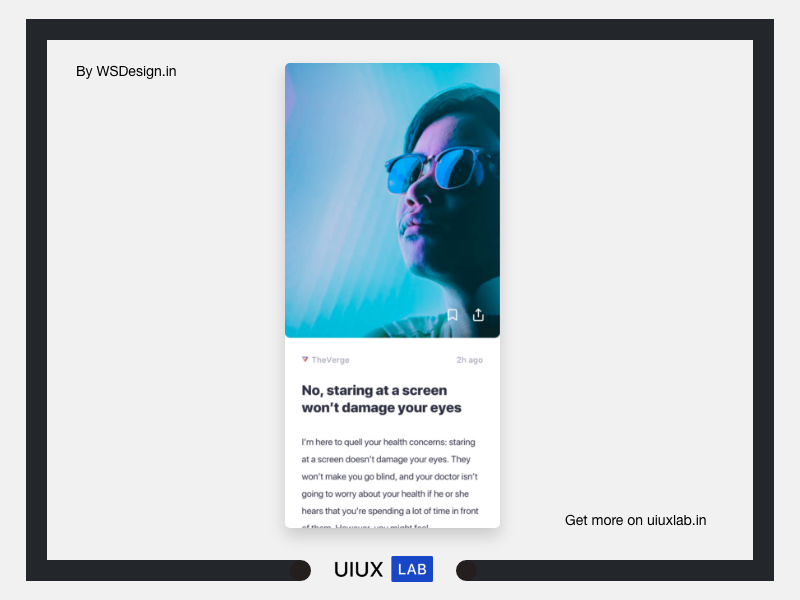 By WSDesign.in
TheVerge
2h ago
No, staring at a screen
won't damage your eyes
I'm here to quell your health concerns: staring
at a screen doesn't damage your eyes. They
won't make you go blind, and your doctor isn't
going to worry about your health if he or she
hears that you're spending a lot of time in front
of them. However, you might feel
Get more on uiuxlab.in
UIUX LAB